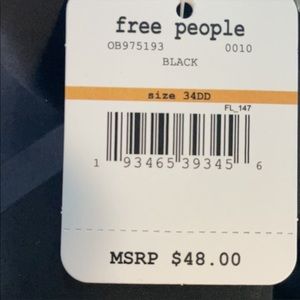 free people
OB975193 0010
BLACK
size 34DD
FL_147
1 93465 39345 6
MSRP $48.00